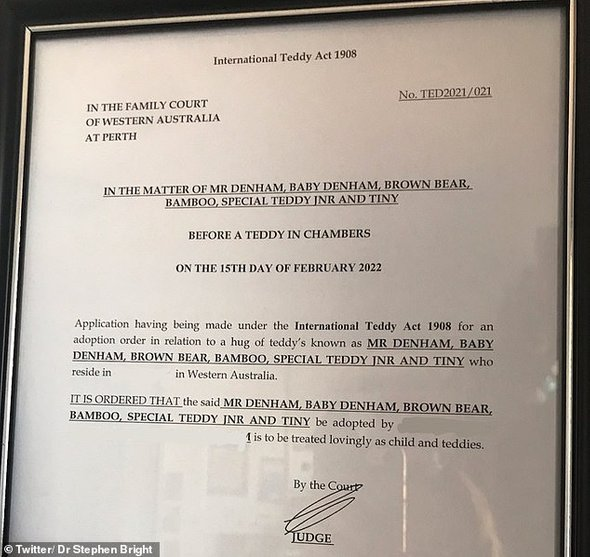 International Teddy Act 1908
No. TED2021/021
IN THE FAMILY COURT
OF WESTERN AUSTRALIA
AT PERTH
IN THE MATTER OF MR DENHAM, BABY DENHAM, BROWN BEAR,
BAMBOO, SPECIAL TEDDY JNR AND TINY
BEFORE A TEDDY IN CHAMBERS
ON THE 15TH DAY OF FEBRUARY 2022
Application having being made under the International Teddy Act 1908 for an
adoption order in relation to a hug of teddy's known as MR DENHAM, BABY
DENHAM, BROWN BEAR, BAMBOO, SPECIAL TEDDY JNR AND TINY who
reside in in Western Australia.
IT IS ORDERED THAT the said MR DENHAM, BABY DENHAM, BROWN BEAR,
BAMBOO, SPECIAL TEDDY JNR AND TINY be adopted by
is to be treated lovingly as child and teddies.
By the Court
JUDGE
© Twitter/ Dr Stephen Bright